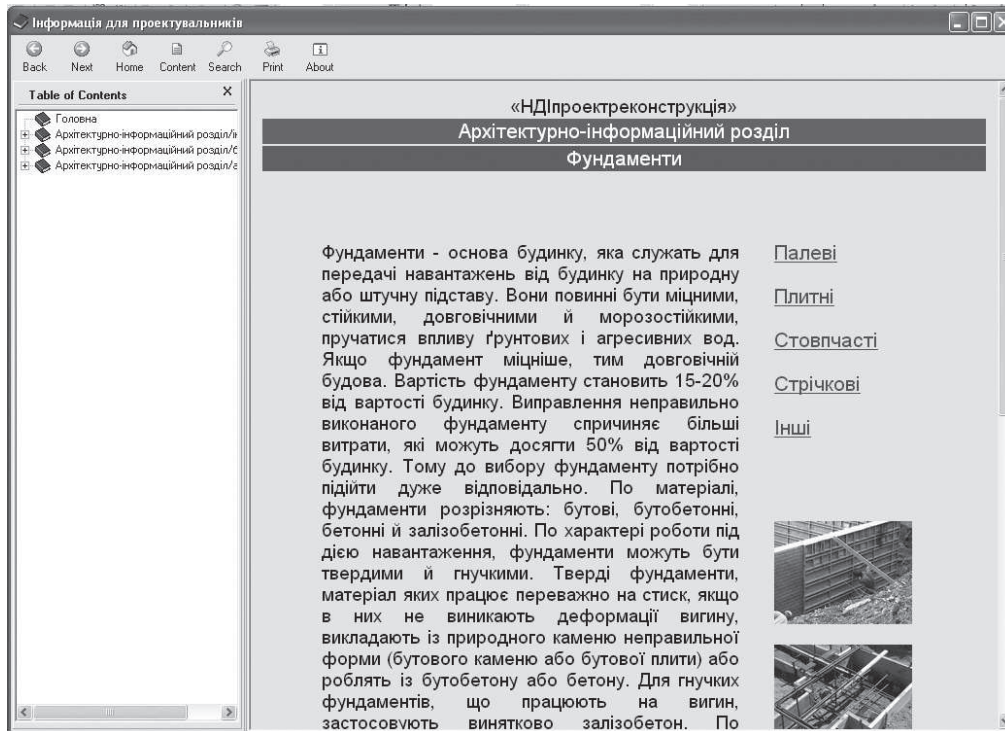 Інформація для проектувальників
Back Next Home Content Search Print About
Table of Contents
Головна
Архітектурно-інформаційний розділ/і
Архітектурно-інформаційний розділ/б
Архітектурно-інформаційний розділ/а
«НДІпроектреконструкція»
Архітектурно-інформаційний розділ
Фундаменти
Фундаменти - основа будинку, яка служать для
передачі навантажень від будинку на природну
або штучну підставу. Вони повинні бути міцними,
стійкими, довговічними й морозостійкими,
пручатися впливу ґрунтових і агресивних вод.
Якщо фундамент міцніше, тим довговічній
будова. Вартість фундаменту становить 15-20%
від вартості будинку. Виправлення неправильно
виконаного фундаменту спричиняє більші
витрати, які можуть досягти 50% від вартості
будинку. Тому до вибору фундаменту потрібно
підійти дуже відповідально. По матеріалі,
фундаменти розрізняють: бутові, бутобетонні,
бетонні й залізобетонні. По характері роботи під
дією навантаження, фундаменти можуть бути
твердими й гнучкими. Тверді фундаменти,
матеріал яких працює переважно на стиск, якщо
в них не виникають деформації вигину,
викладають із природного каменю неправильної
форми (бутового каменю або бутової плити) або
роблять із бутобетону або бетону. Для гнучких
фундаментів, що працюють на вигин,
застосовують винятково залізобетон. По
Палеві
Плитні
Стовпчасті
Стрічкові
Інші